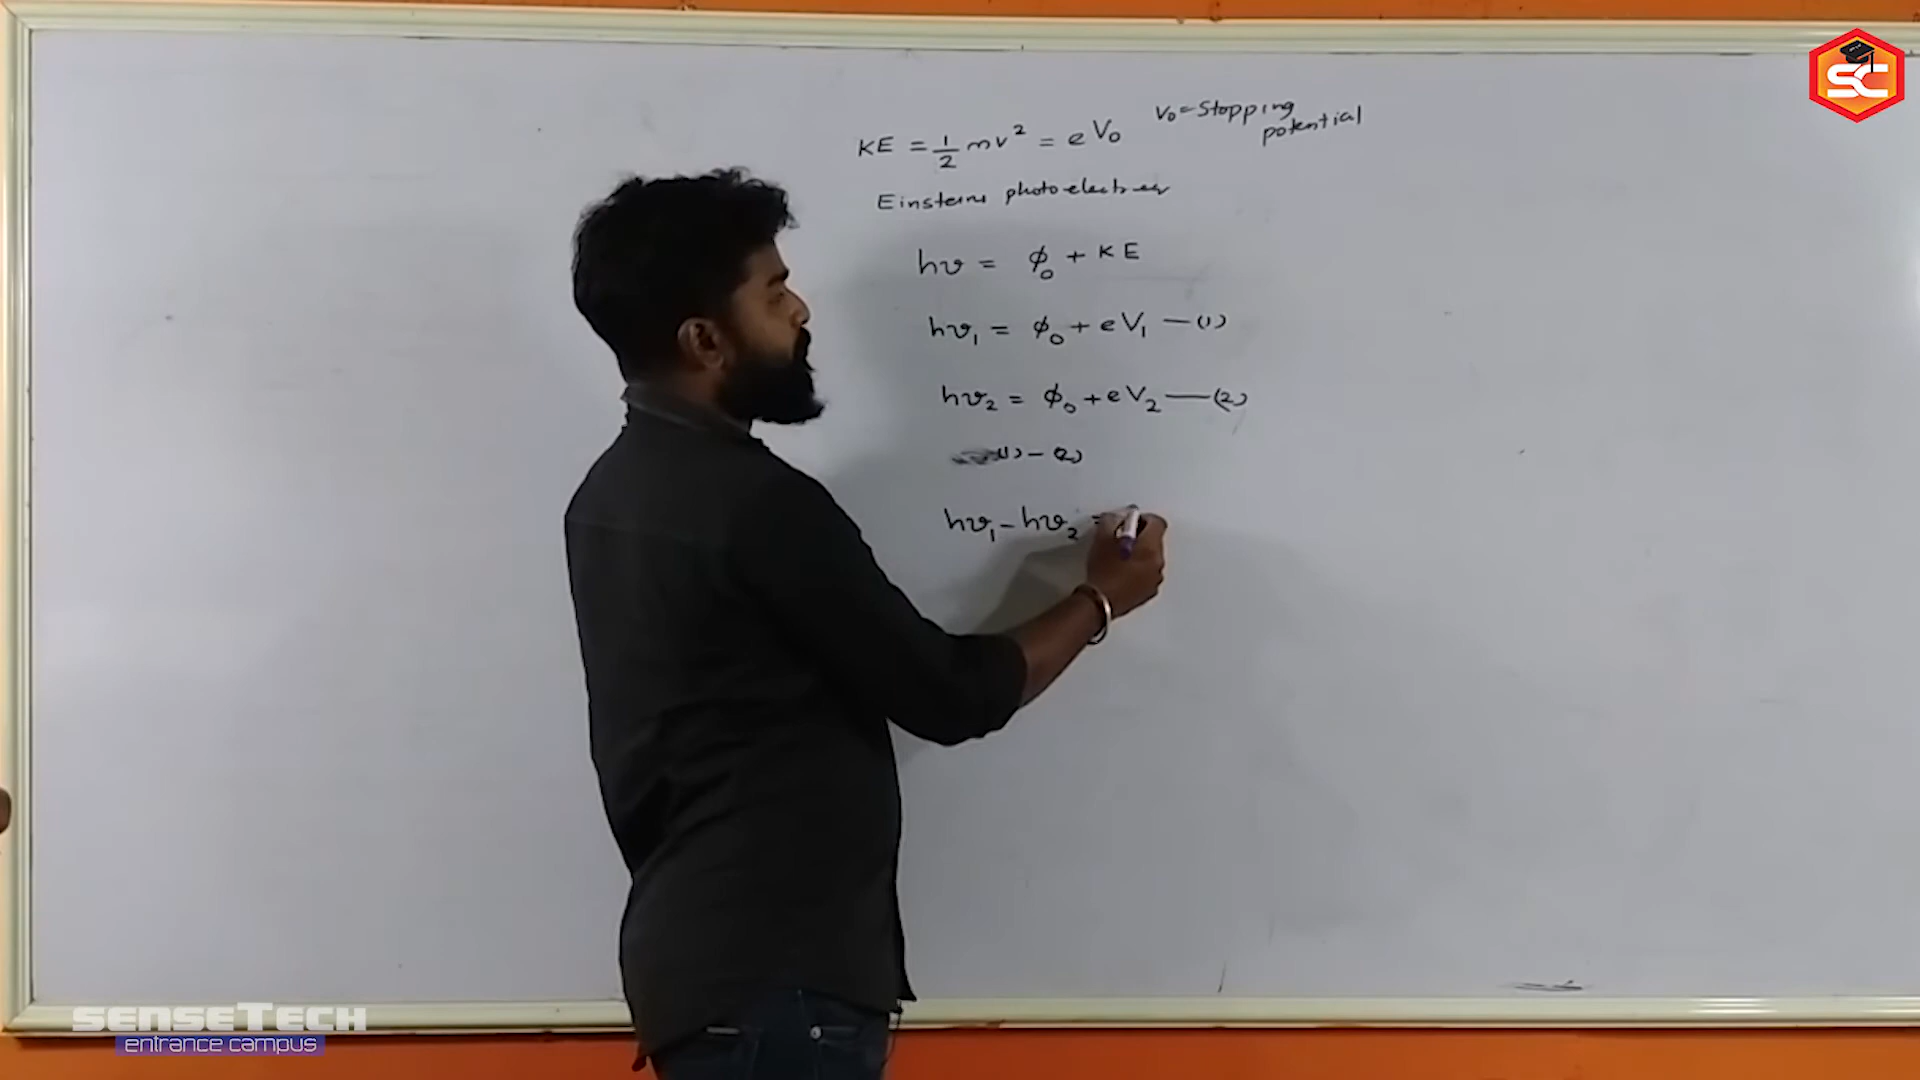 KE = 1/2 mv² = eV₀ V₀ = Stopping potential
Einsteins photoelectric
hν = ϕ₀ + KE
hν₁ = ϕ₀ + eV₁ — (1)
hν₂ = ϕ₀ + eV₂ — (2)
(1) - (2)
hν₁ - hν₂ =
SC
SENSETECH
entrance campus